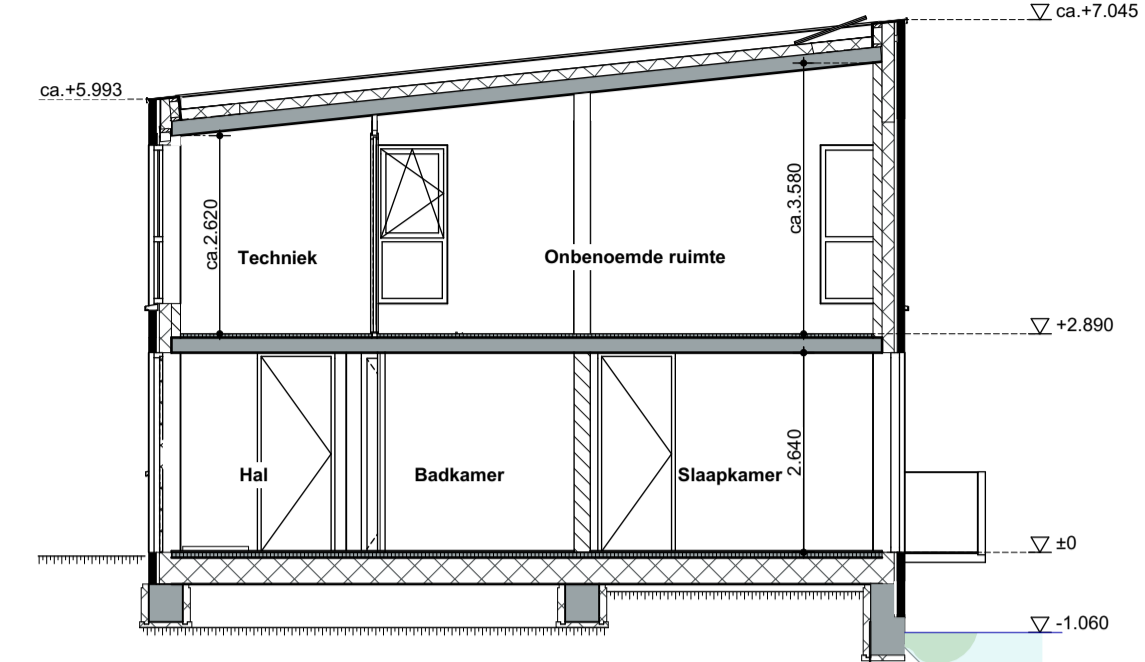 ca.+7.045
ca.+5.993
ca.2.620
ca.3.580
Techniek
Onbenoemde ruimte
+2.890
2.640
Hal
Badkamer
Slaapkamer
±0
-1.060